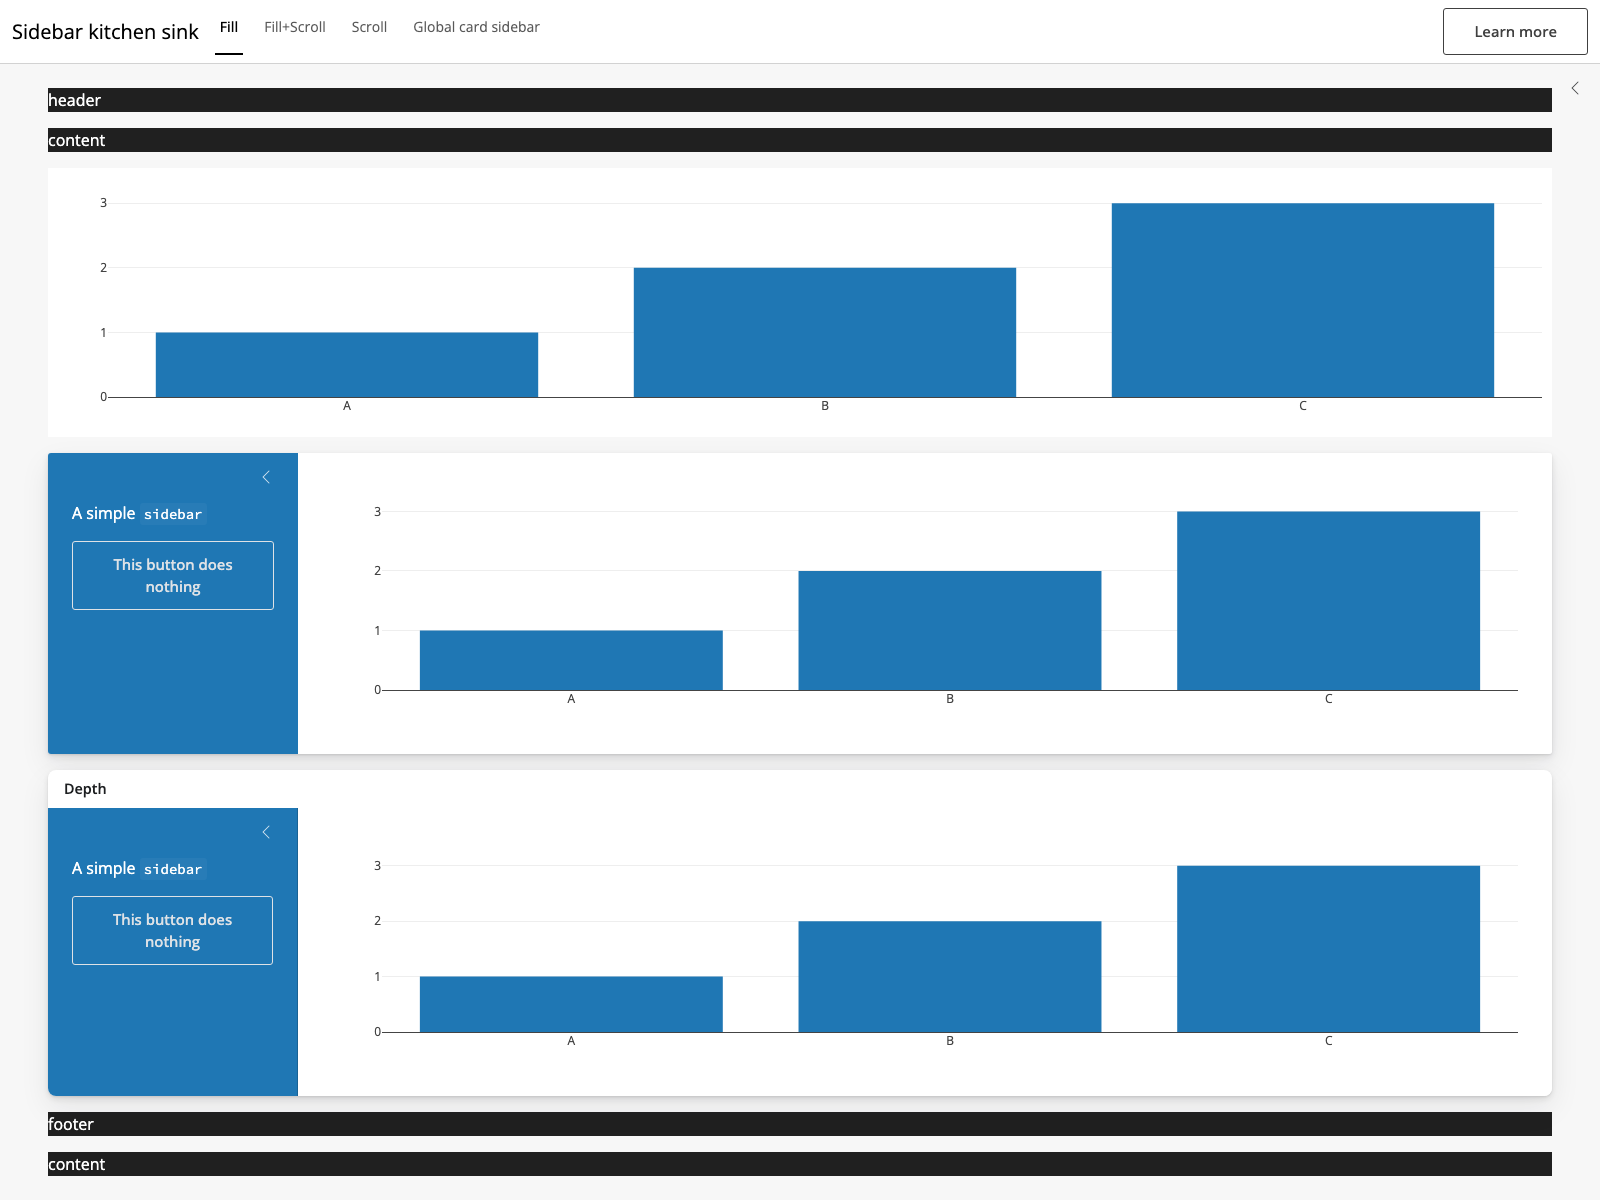 Sidebar kitchen sink
Fill
Fill+Scroll
Scroll
Global card sidebar
Learn more
header
content
3
2
1
0
A
B
C
A simple sidebar
This button does
nothing
3
2
1
0
A
B
C
Depth
A simple sidebar
This button does
nothing
3
2
1
0
A
B
C
footer
content